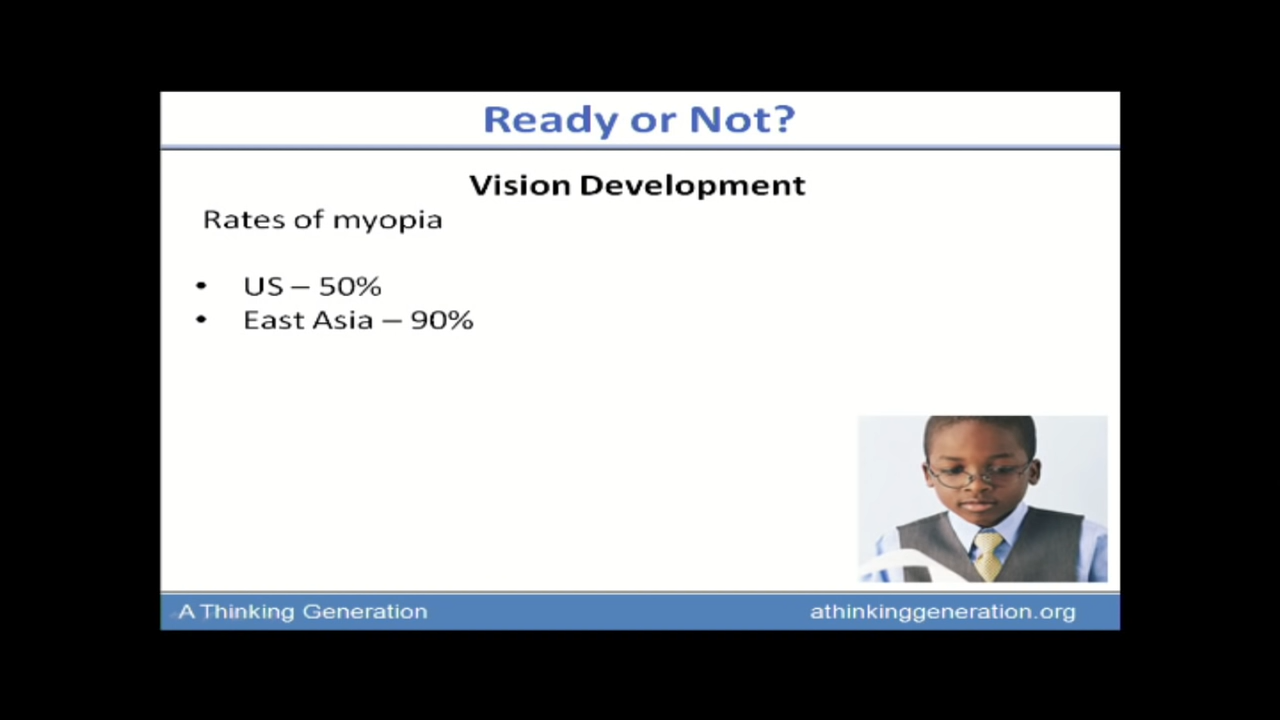 Ready or Not?
Vision Development
Rates of myopia
• US – 50%
• East Asia – 90%
A Thinking Generation
athinkinggeneration.org